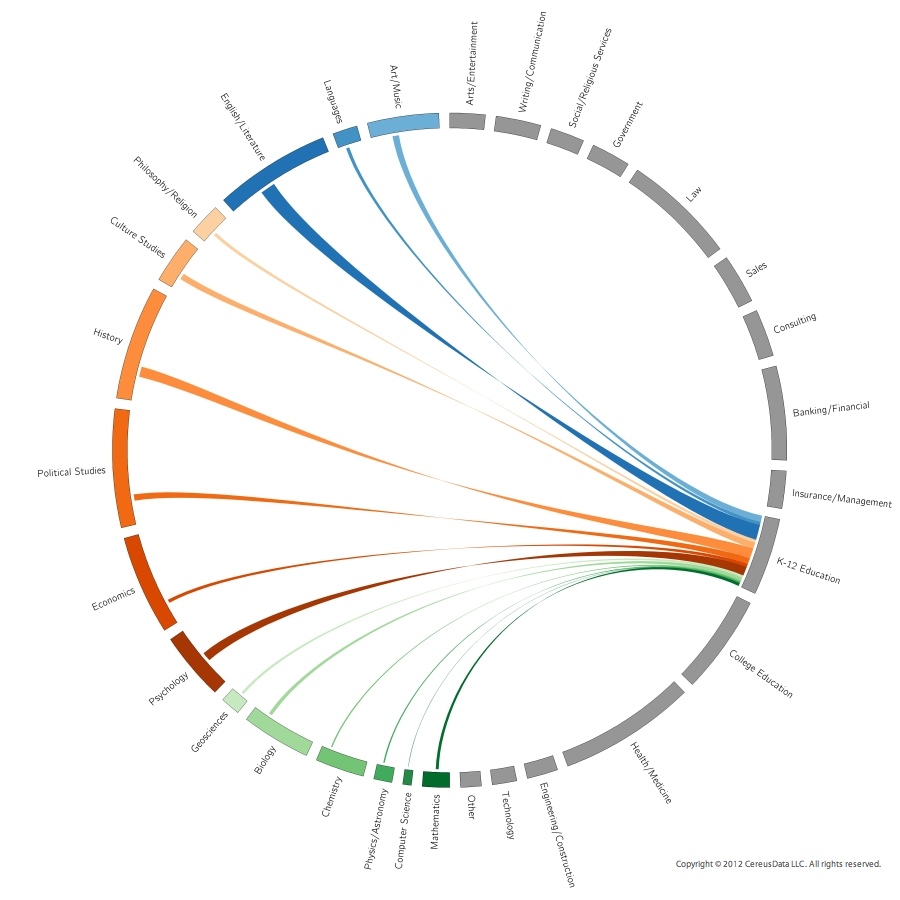 Arts/Entertainment
Writing/Communication
Social/Religious Services
Government
Law
Sales
Consulting
Banking/Financial
Insurance/Management
K-12 Education
College Education
Health/Medicine
Engineering/Construction
Technology
Other
Mathematics
Computer Science
Physics/Astronomy
Chemistry
Biology
Geosciences
Psychology
Economics
Political Studies
History
Culture Studies
Philosophy/Religion
English/Literature
Languages
Art/Music
Copyright © 2012 CereusData LLC. All rights reserved.